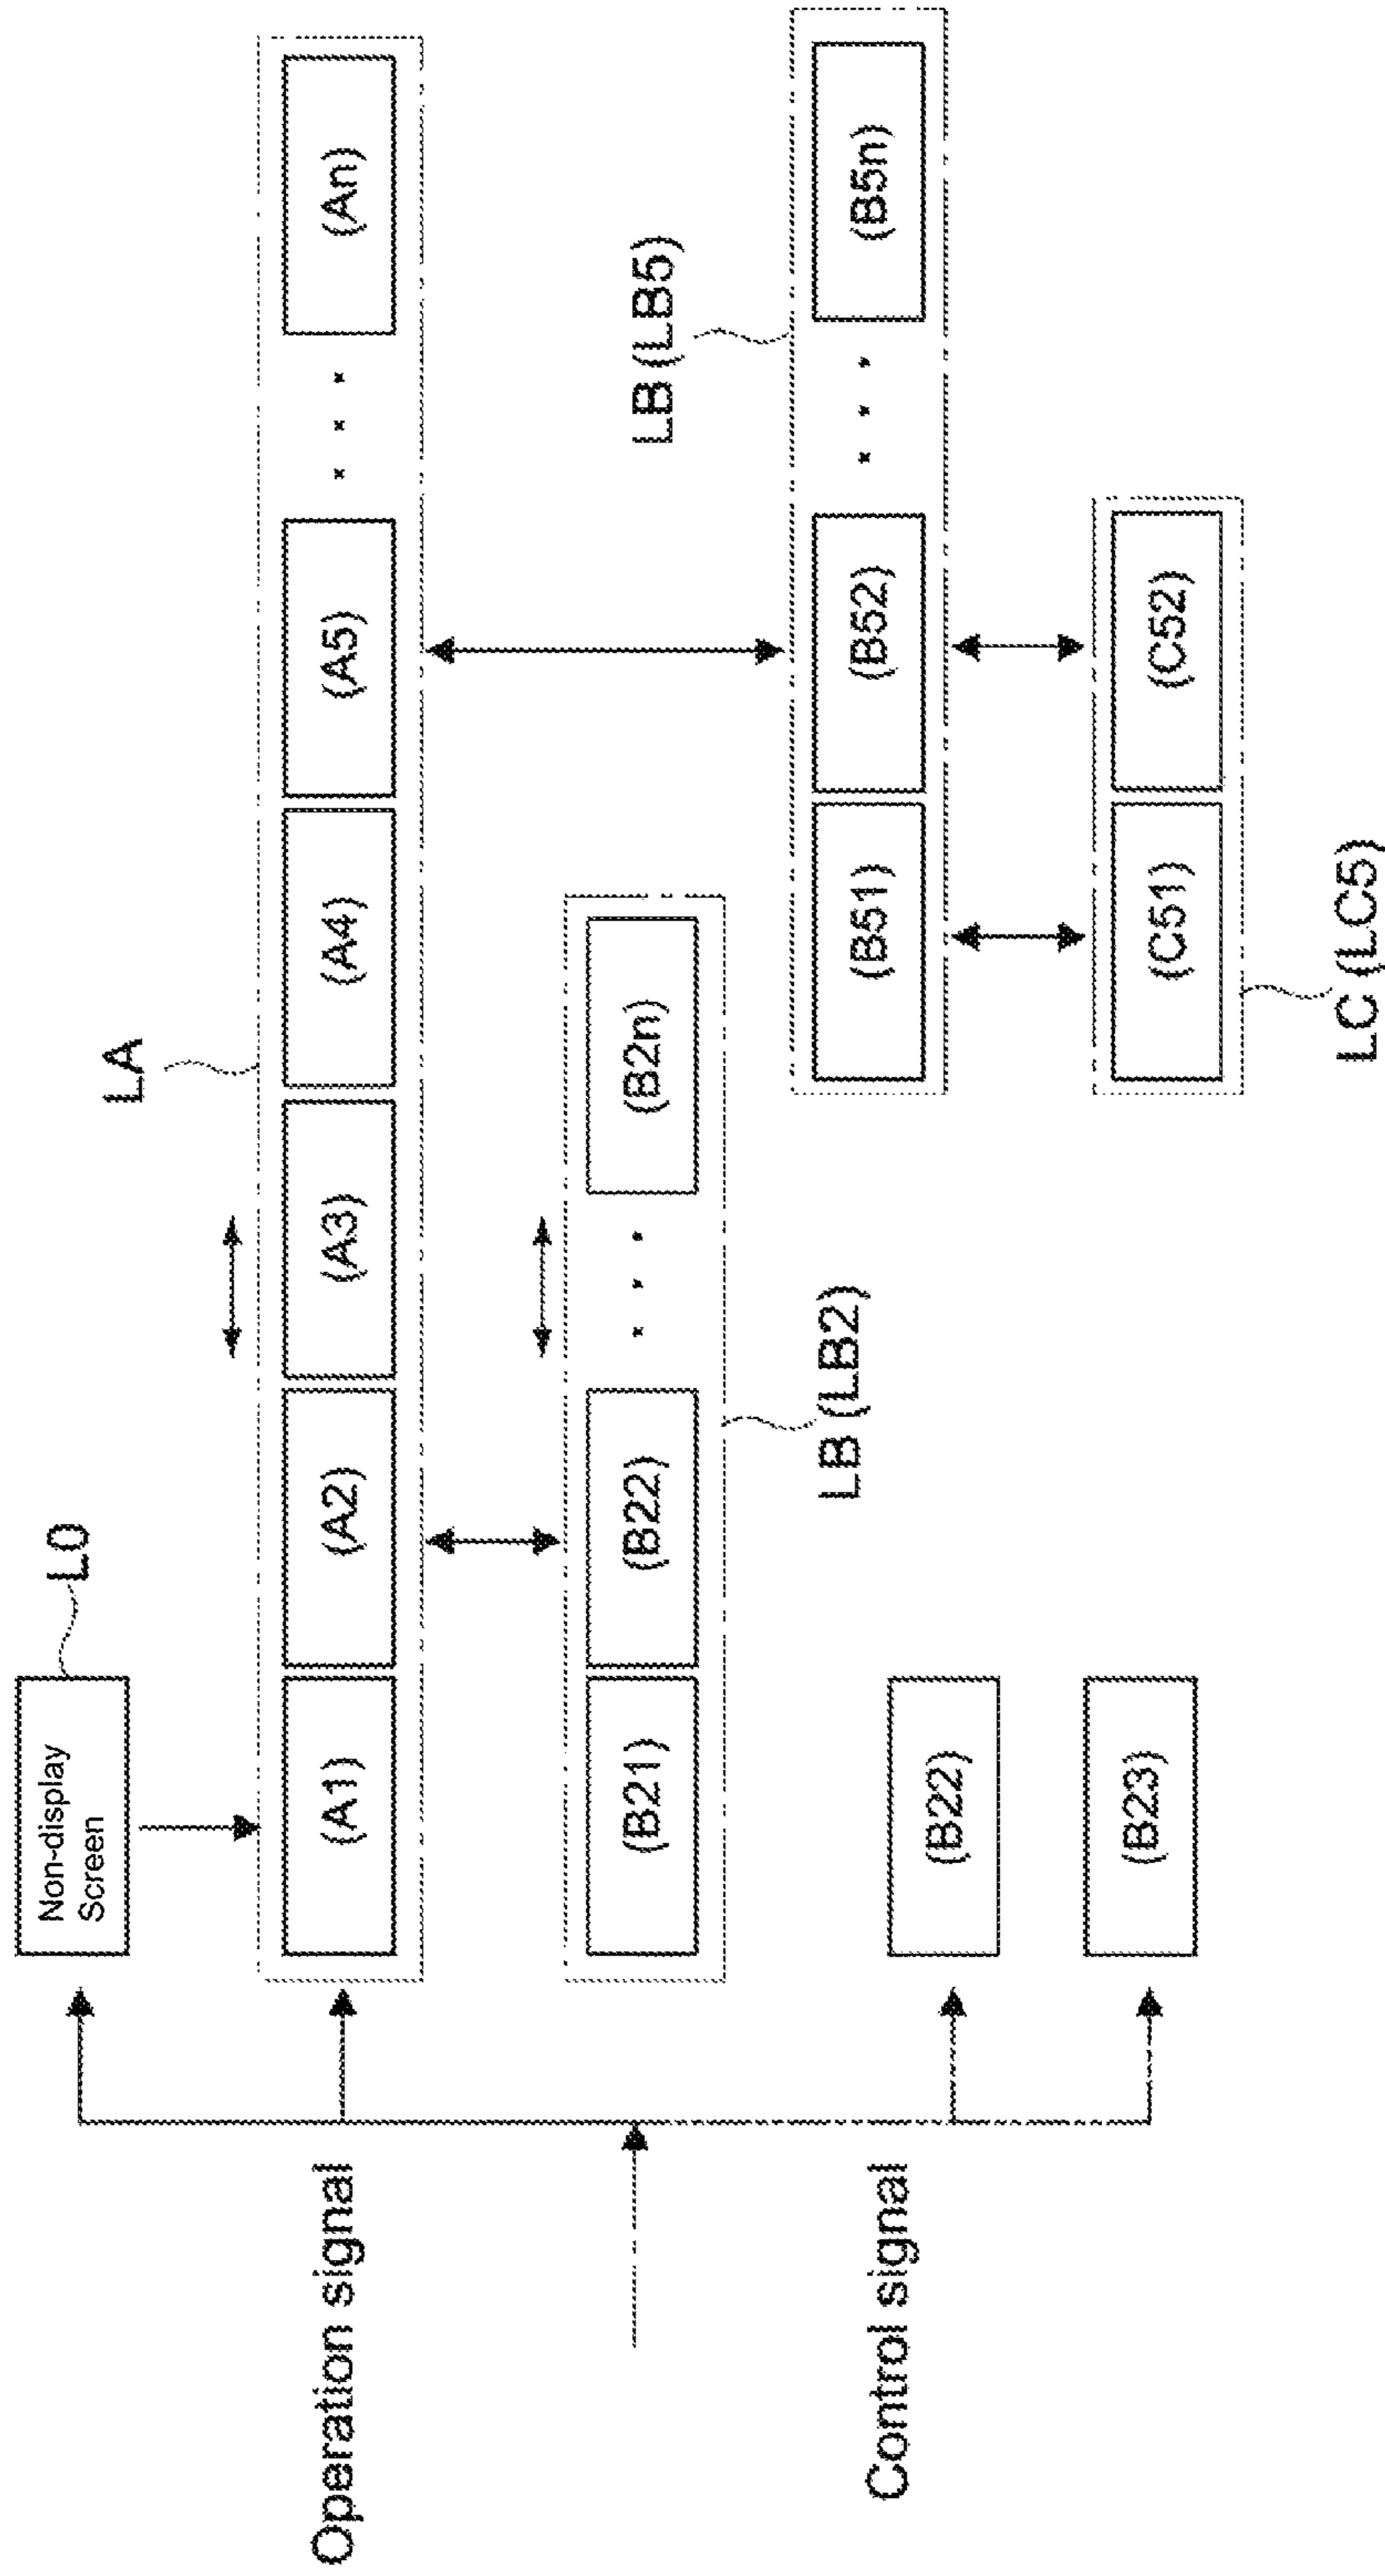 Non-display
Screen
L0
LA
(A1)
(A2)
(A3)
(A4)
(A5)
(An)
Operation signal
(B21)
(B22)
(B2n)
LB (LB2)
LB (LB5)
(B51)
(B52)
(B5n)
Control signal
(B22)
(B23)
(C51)
(C52)
LC (LC5)